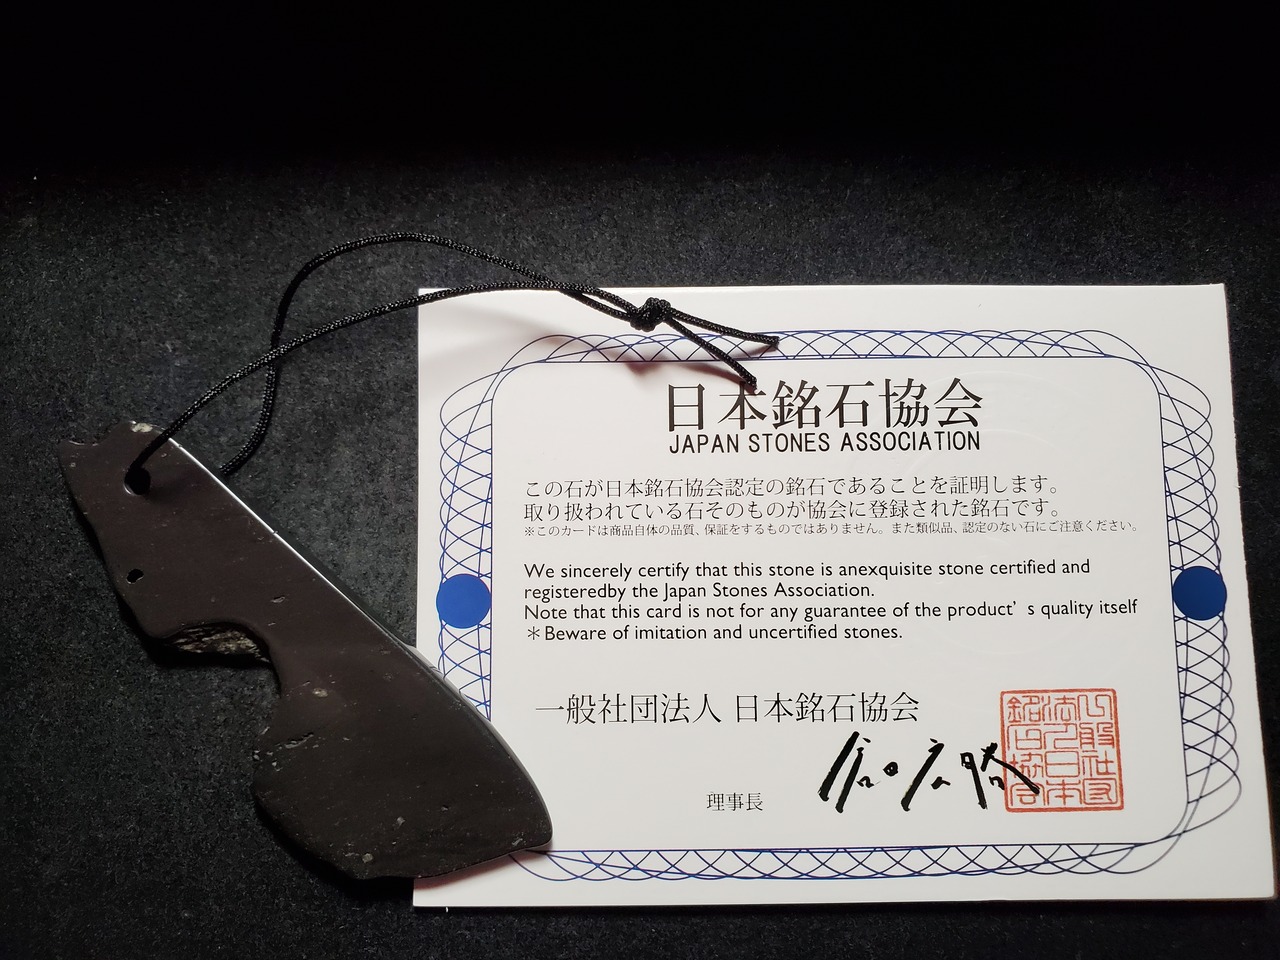 日本銘石協会
JAPAN STONES ASSOCIATION
この石が日本銘石協会認定の銘石であることを証明します。
取り扱われている石そのものが協会に登録された銘石です。
※このカードは商品自体の品質、保証をするものではありません。また類似品、認定のない石にご注意ください。
We sincerely certify that this stone is anexquisite stone certified and
registeredby the Japan Stones Association.
Note that this card is not for any guarantee of the product’s quality itself
＊Beware of imitation and uncertified stones.
一般社団法人 日本銘石協会
理事長